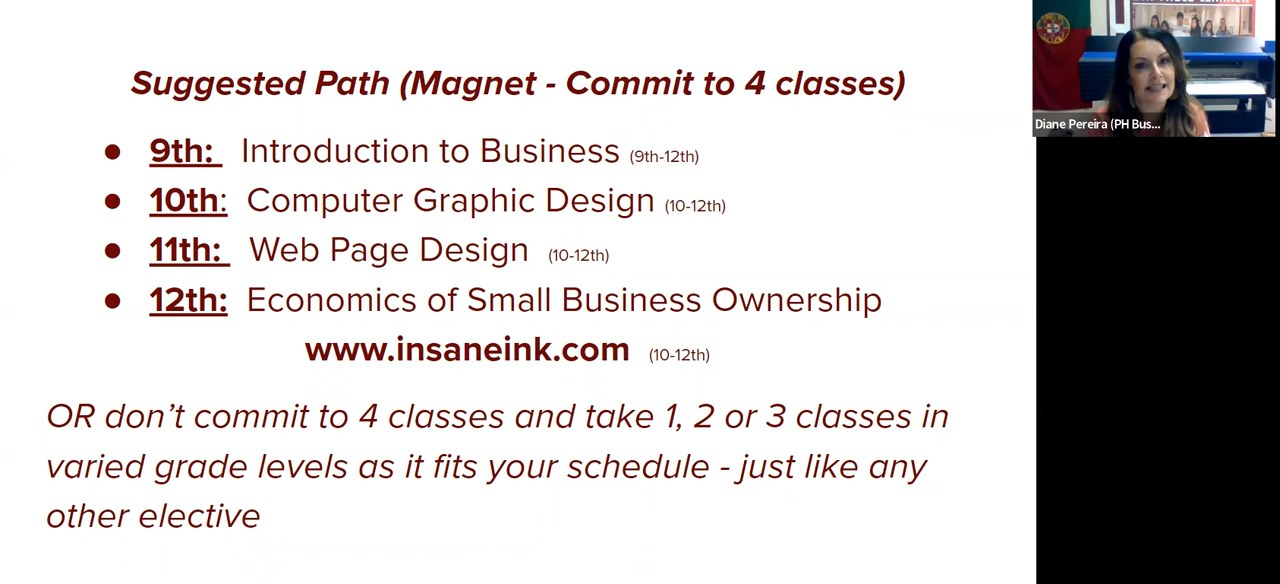 Suggested Path (Magnet - Commit to 4 classes)
● 9th: Introduction to Business (9th-12th)
● 10th: Computer Graphic Design (10-12th)
● 11th: Web Page Design (10-12th)
● 12th: Economics of Small Business Ownership
www.insaneink.com (10-12th)
OR don’t commit to 4 classes and take 1, 2 or 3 classes in
varied grade levels as it fits your schedule - just like any
other elective
Diane Pereira (PH Bus...